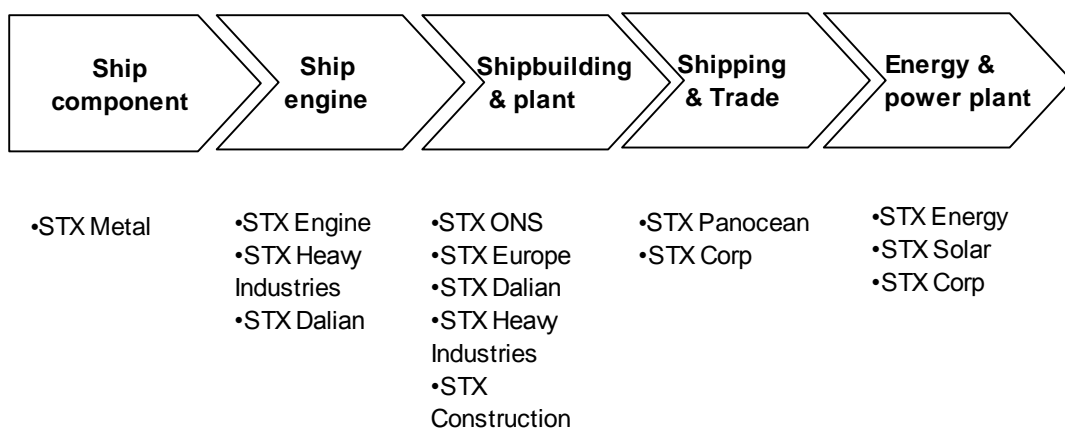 Ship
component
Ship
engine
Shipbuilding
& plant
Shipping
& Trade
Energy &
power plant
•STX Metal
•STX Engine
•STX Heavy
Industries
•STX Dalian
•STX ONS
•STX Europe
•STX Dalian
•STX Heavy
Industries
•STX
Construction
•STX Panocean
•STX Corp
•STX Energy
•STX Solar
•STX Corp